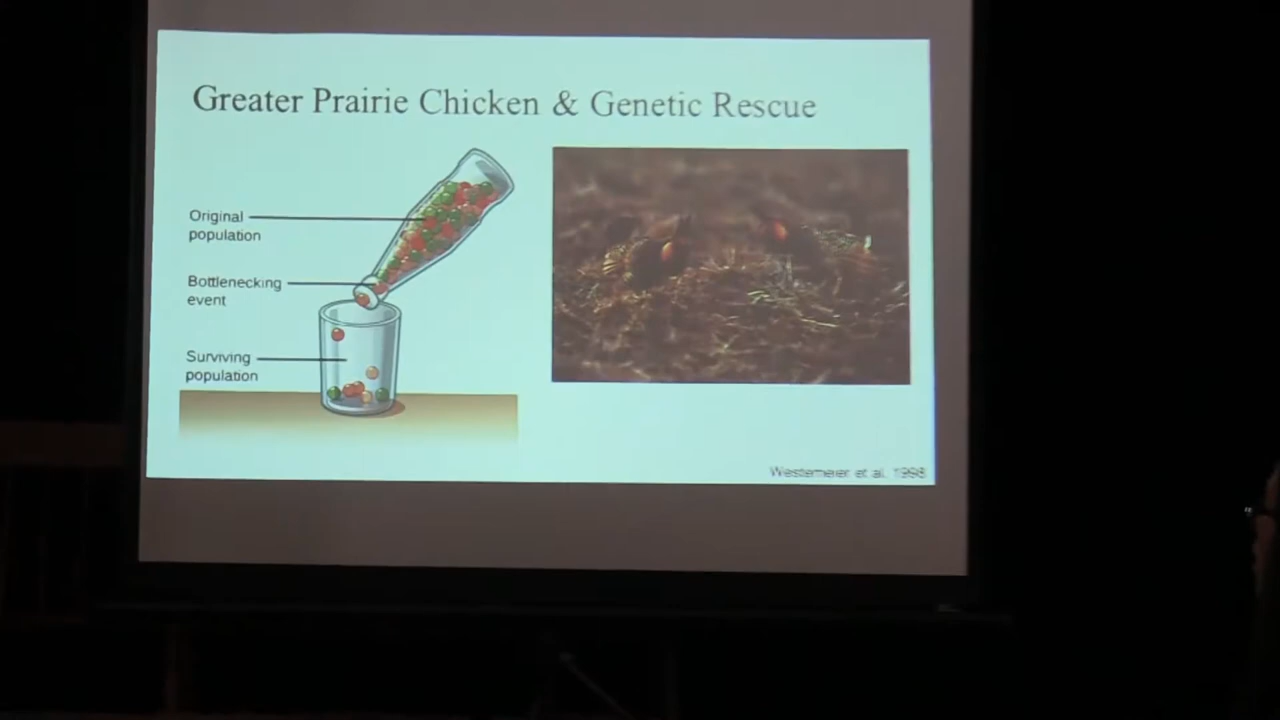 Greater Prairie Chicken & Genetic Rescue
Original
population
Bottlenecking
event
Surviving
population
Westemeier et al. 1998